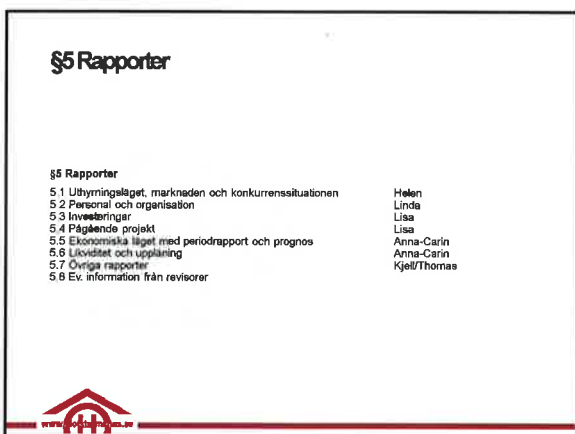 §5 Rapporter
§5 Rapporter
5.1 Uthyrningsläget, marknaden och konkurrenssituationen Helen
5.2 Personal och organisation Linda
5.3 Investeringar Lisa
5.4 Pågående projekt Lisa
5.5 Ekonomiska läget med periodrapport och prognos Anna-Carin
5.6 Likviditet och upplåning Anna-Carin
5.7 Övriga rapporter Kjell/Thomas
5.8 Ev. information från revisorer